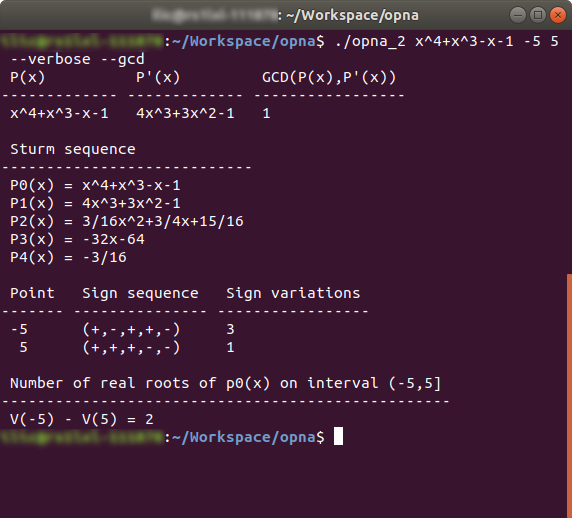 : ~/Workspace/opna
:~/Workspace/opna$ ./opna_2 x^4+x^3-x-1 -5 5
--verbose --gcd
P(x) P'(x) GCD(P(x),P'(x))
------------- ------------- ----------------
x^4+x^3-x-1 4x^3+3x^2-1 1
Sturm sequence
----------------------------
P0(x) = x^4+x^3-x-1
P1(x) = 4x^3+3x^2-1
P2(x) = 3/16x^2+3/4x+15/16
P3(x) = -32x-64
P4(x) = -3/16
Point Sign sequence Sign variations
------- --------------- -----------------
-5 (+,-,+,+,-) 3
5 (+,+,+,-,-) 1
Number of real roots of p0(x) on interval (-5,5]
--------------------------------------------------
V(-5) - V(5) = 2
:~/Workspace/opna$